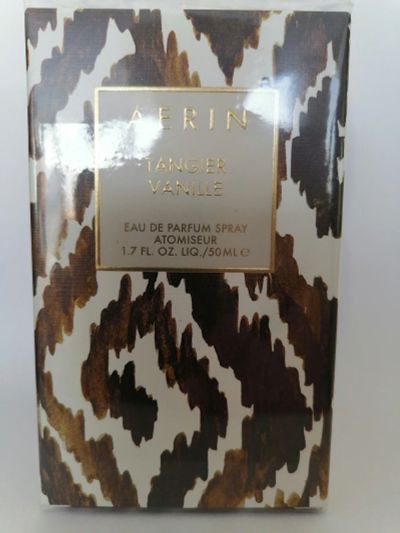 AERIN
TANGIER
VANILLE
EAU DE PARFUM SPRAY
ATOMISEUR
1.7 FL. OZ. LIQ./50ML ℮